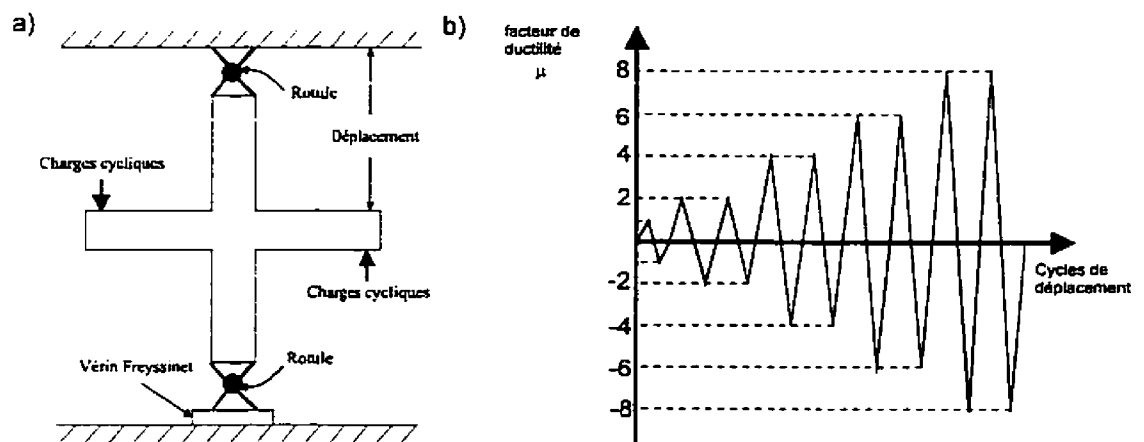 a)
Rotule
Déplacement
Charges cycliques
Charges cycliques
Rotule
Vérin Freyssinet
b)
facteur de
ductilité
μ
8
6
4
2
-2
-4
-6
-8
Cycles de
déplacement